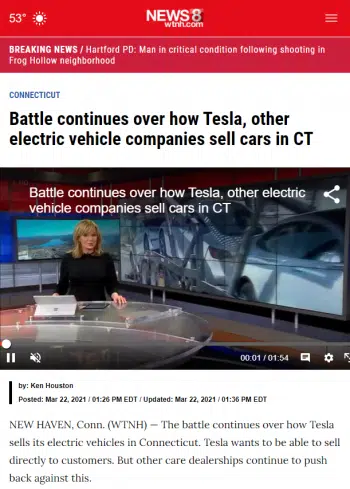 53°
NEWS 8
wtnh.com
BREAKING NEWS / Hartford PD: Man in critical condition following shooting in
Frog Hollow neighborhood
CONNECTICUT
Battle continues over how Tesla, other
electric vehicle companies sell cars in CT
Battle continues over how Tesla, other electric
vehicle companies sell cars in CT
00:01 / 01:54
by: Ken Houston
Posted: Mar 22, 2021 / 01:26 PM EDT / Updated: Mar 22, 2021 / 01:36 PM EDT
NEW HAVEN, Conn. (WTNH) — The battle continues over how Tesla
sells its electric vehicles in Connecticut. Tesla wants to be able to sell
directly to customers. But other care dealerships continue to push
back against this.